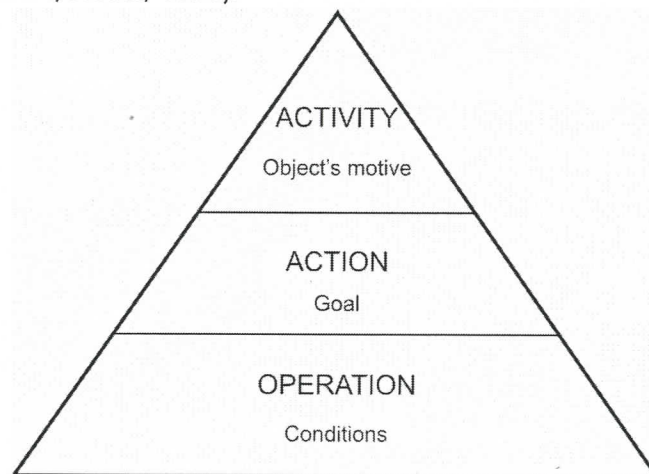 ACTIVITY
Object's motive
ACTION
Goal
OPERATION
Conditions